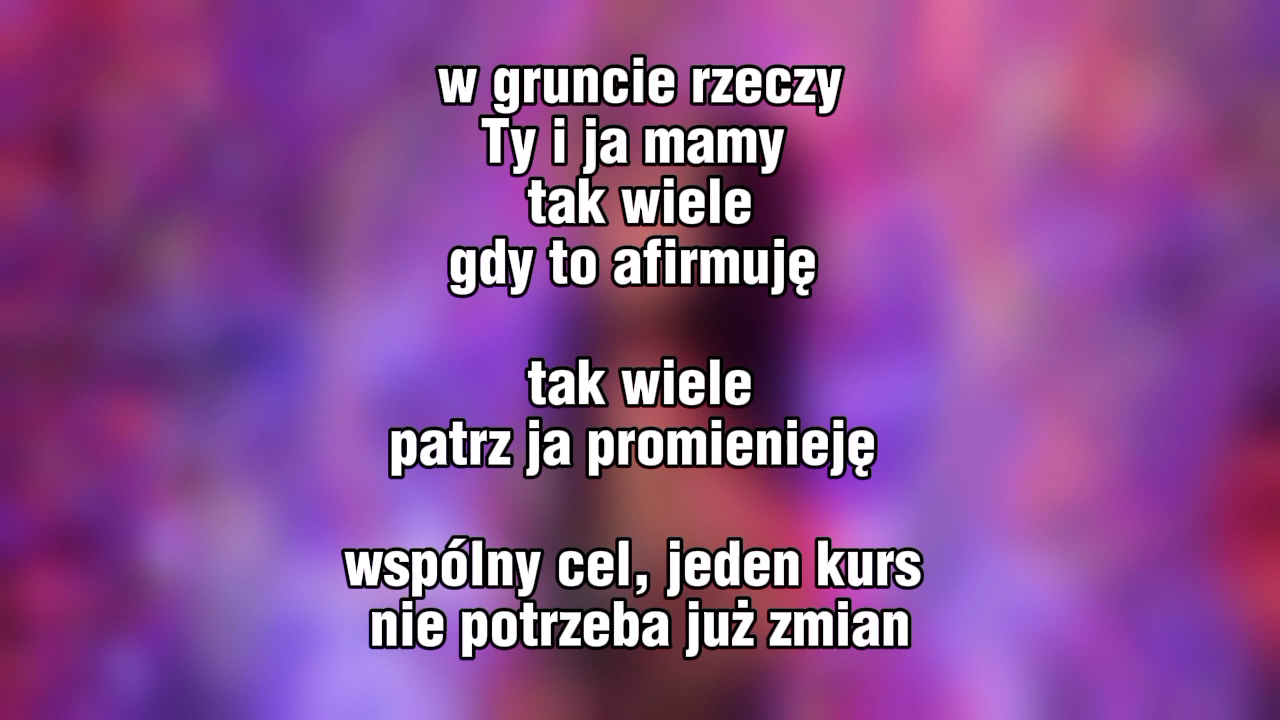 w gruncie rzeczy
Ty i ja mamy
tak wiele
gdy to afirmuję
tak wiele
patrz ja promienieję
wspólny cel, jeden kurs
nie potrzeba już zmian